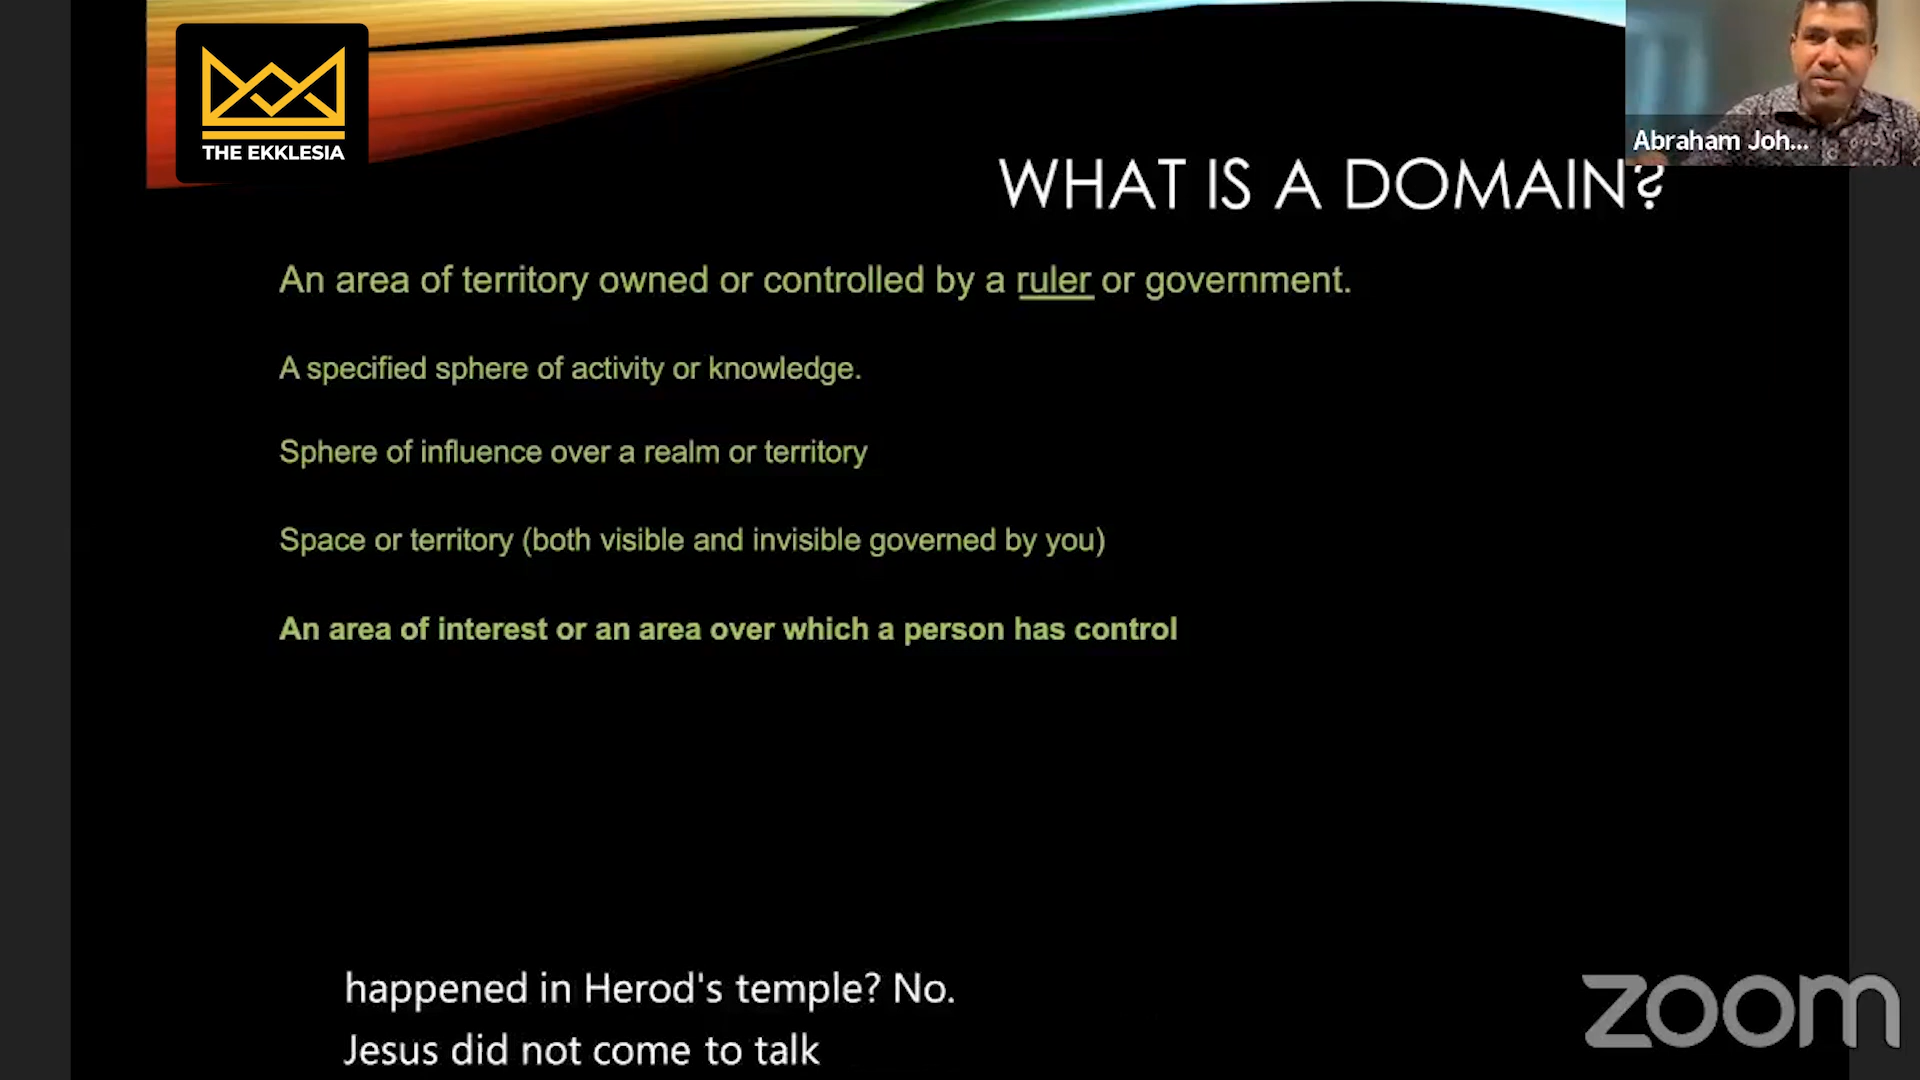 THE EKKLESIA
Abraham Joh...
WHAT IS A DOMAIN?
An area of territory owned or controlled by a ruler or government.
A specified sphere of activity or knowledge.
Sphere of influence over a realm or territory
Space or territory (both visible and invisible governed by you)
An area of interest or an area over which a person has control
happened in Herod's temple? No.
Jesus did not come to talk
zoom